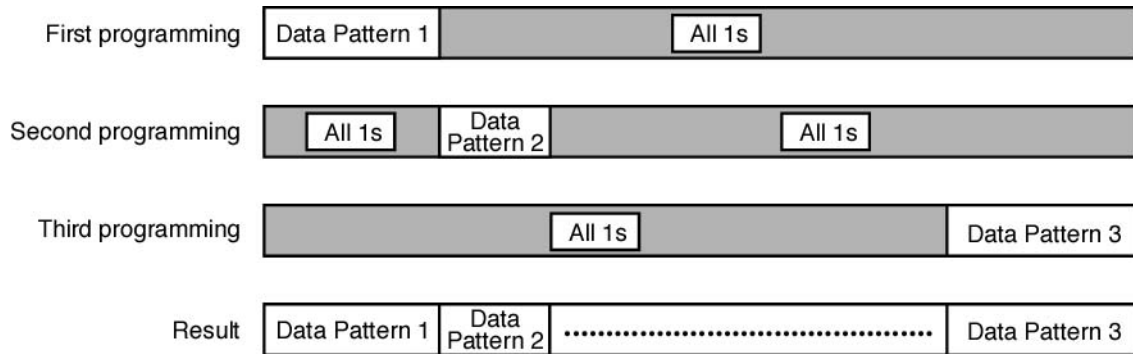 First programming
Data Pattern 1
All 1s
Second programming
All 1s
Data
Pattern 2
All 1s
Third programming
All 1s
Data Pattern 3
Result
Data Pattern 1
Data
Pattern 2
Data Pattern 3